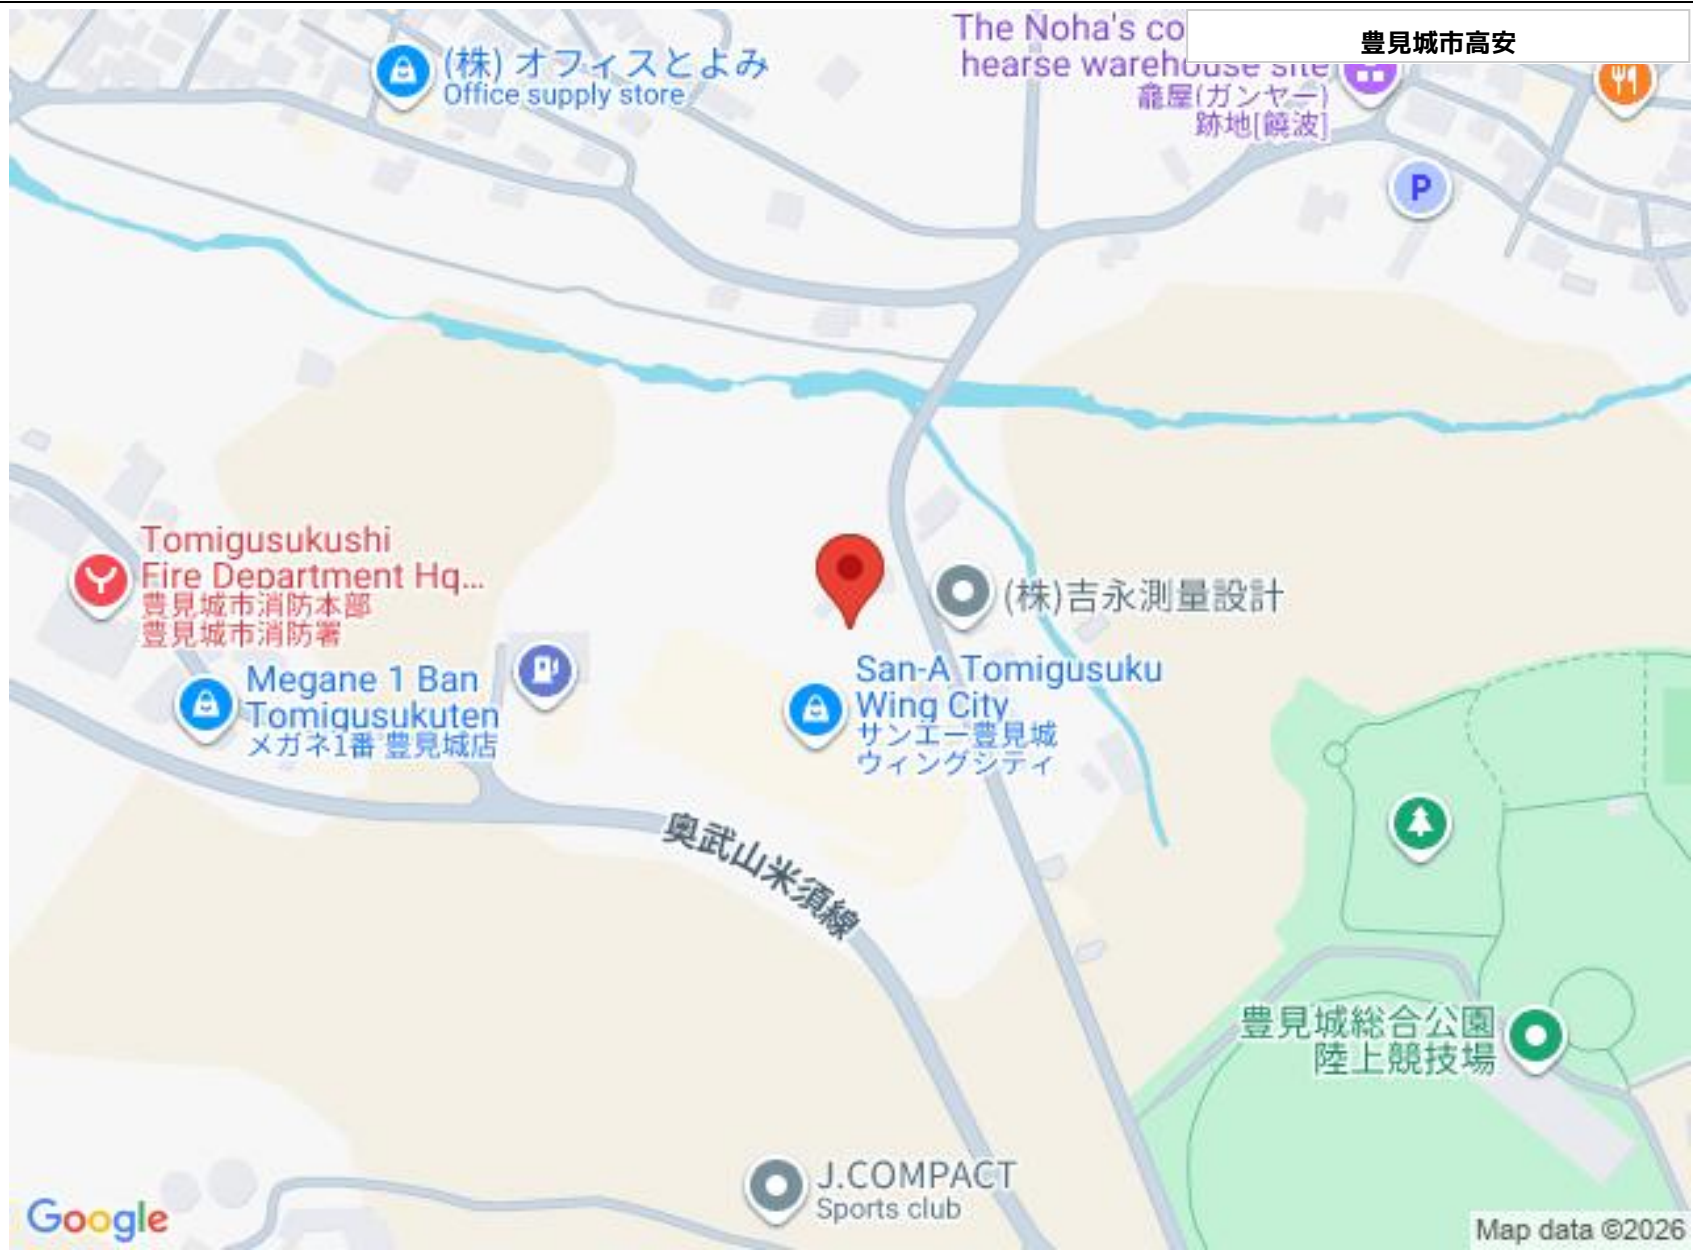 The Noha's co
hearse warehouse site
龕屋(ガンヤー)
跡地[饒波]
豊見城市高安
(株) オフィスとよみ
Office supply store
P
Tomigusukushi
Fire Department Hq...
豊見城市消防本部
豊見城市消防署
(株)吉永測量設計
Megane 1 Ban
Tomigusukuten
メガネ1番 豊見城店
San-A Tomigusuku
Wing City
サンエー豊見城
ウィングシティ
奥武山米須線
豊見城総合公園
陸上競技場
J.COMPACT
Sports club
Google
Map data ©2026